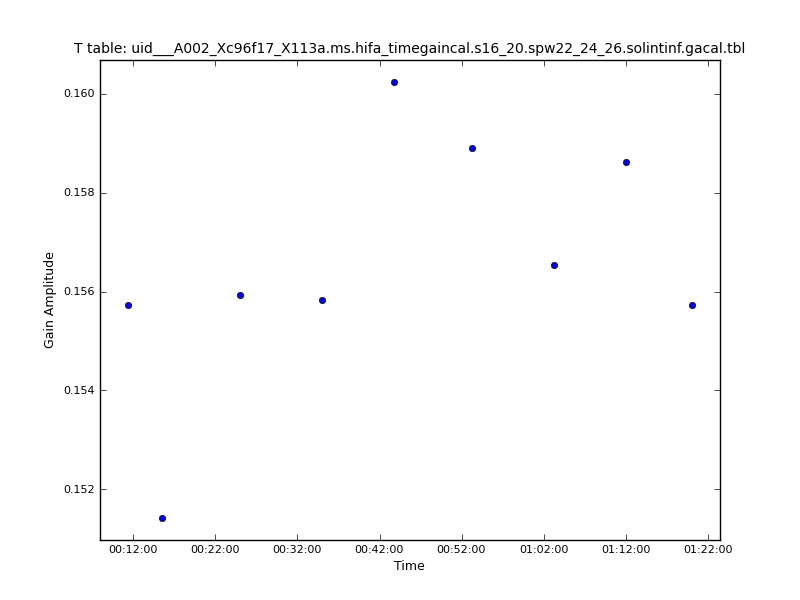 T table: uid___A002_Xc96f17_X113a.ms.hifa_timegaincal.s16_20.spw22_24_26.solintinf.gacal.tbl
0.160
0.158
0.156
0.154
0.152
Gain Amplitude
00:12:00 00:22:00 00:32:00 00:42:00 00:52:00 01:02:00 01:12:00 01:22:00
Time